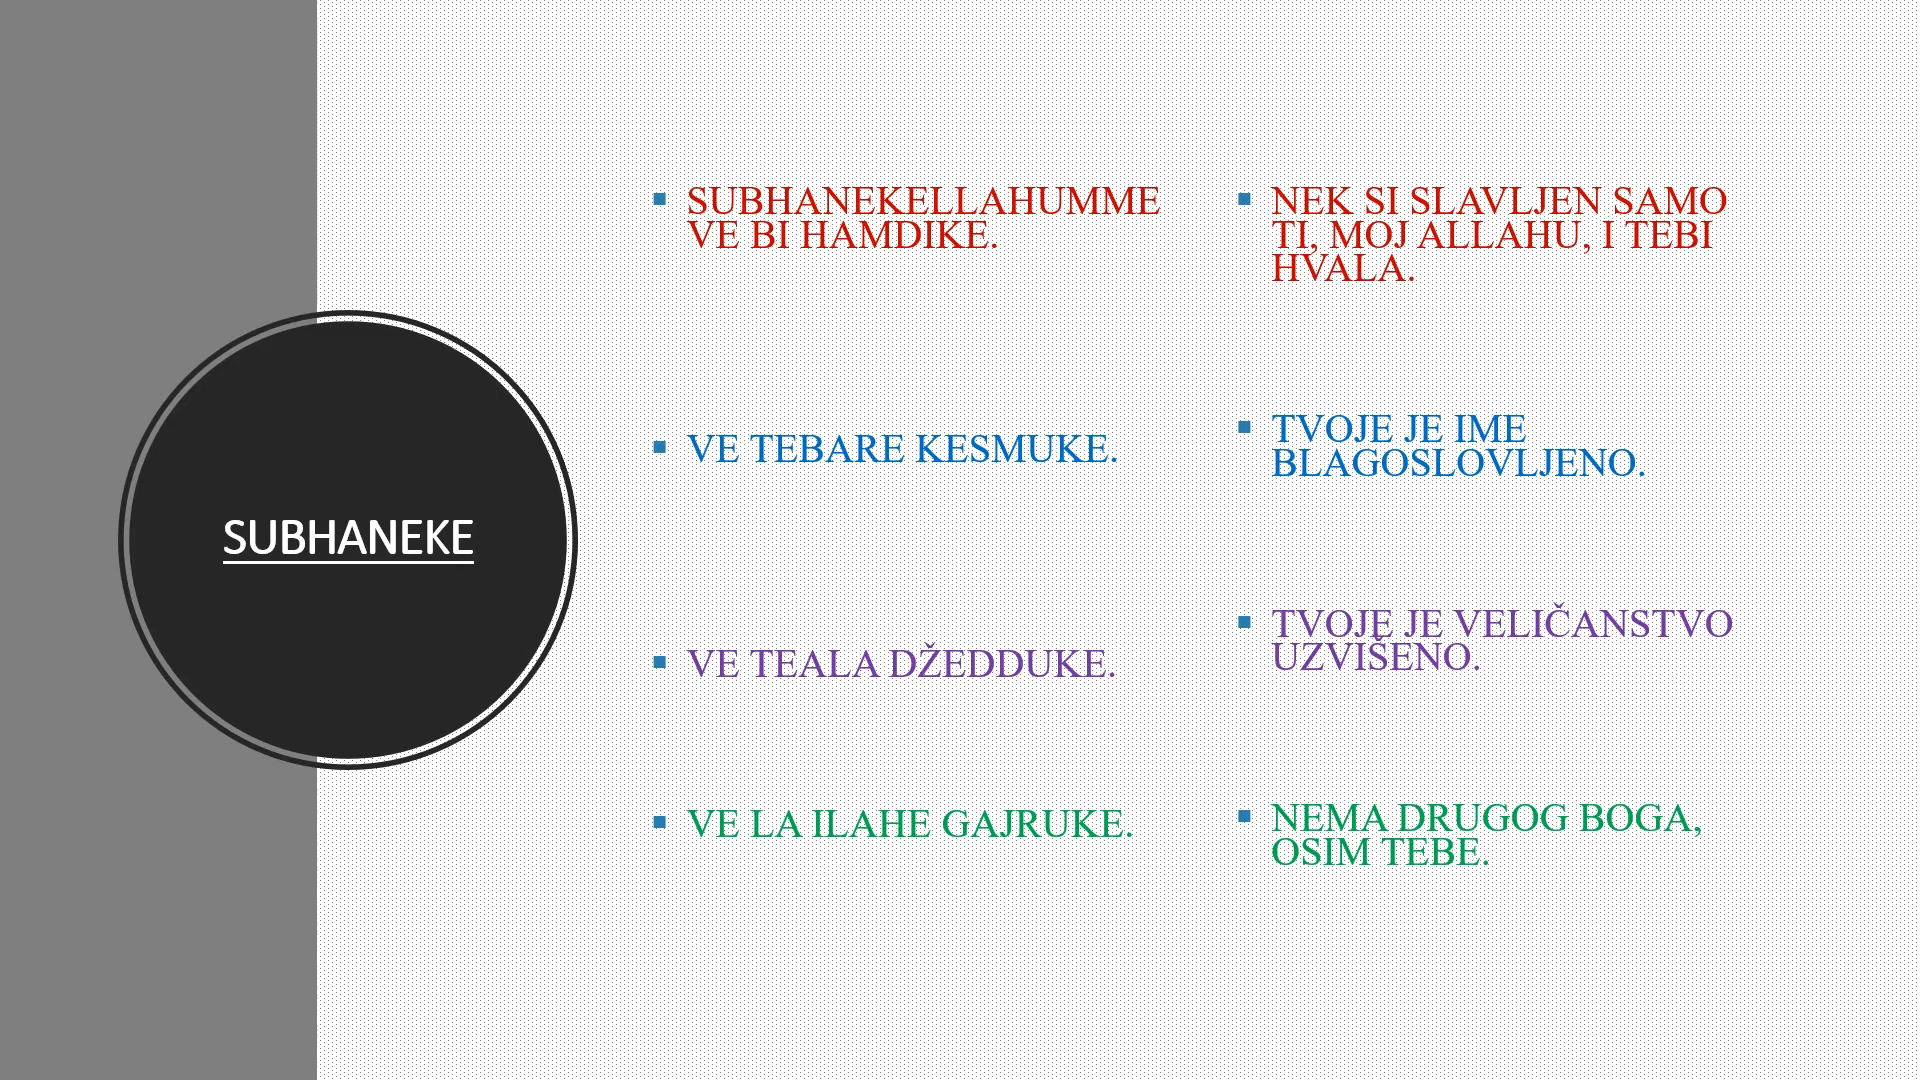 SUBHANEKE
SUBHANEKELLAHUMME
VE BI HAMDIKE.
VE TEBARE KESMUKE.
VE TEALA DŽEDDUKE.
VE LA ILAHE GAJRUKE.
NEK SI SLAVLJEN SAMO
TI, MOJ ALLAHU, I TEBI
HVALA.
TVOJE JE IME
BLAGOSLOVLJENO.
TVOJE JE VELIČANSTVO
UZVIŠENO.
NEMA DRUGOG BOGA,
OSIM TEBE.